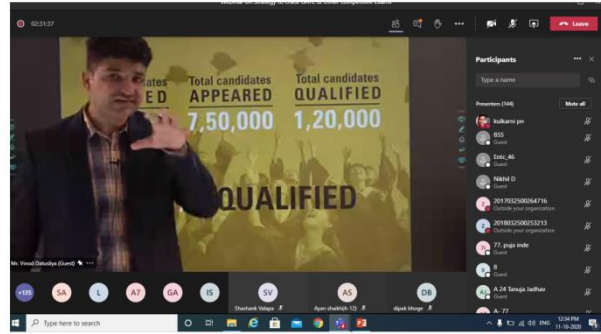 Webinar on Strategy to crack GATE & Other Competitive Exams
02:31:37
Leave
Total candidates
APPEARED
7,50,000
Total candidates
QUALIFIED
1,20,000
QUALIFIED
Mr. Vinod Datusliya (Guest)
+135
SA
L
A7
GA
IS
SV
AS
DB
Shashank Valapa
Ayan shaikh(A-12)
dipak bhoge
Participants
Type a name
Presenters (144)
Mute all
kulkarni pn
B55
Guest
Entc_46
Guest
Nikhil D
Guest
2017032500264716
Outside your organization
2018032500253213
Outside your organization
77. puja inde
Guest
8
Guest
A 24 Tanuja Jadhav
Guest
A- 77
Type here to search
ENG
12:34 PM
11-10-2020